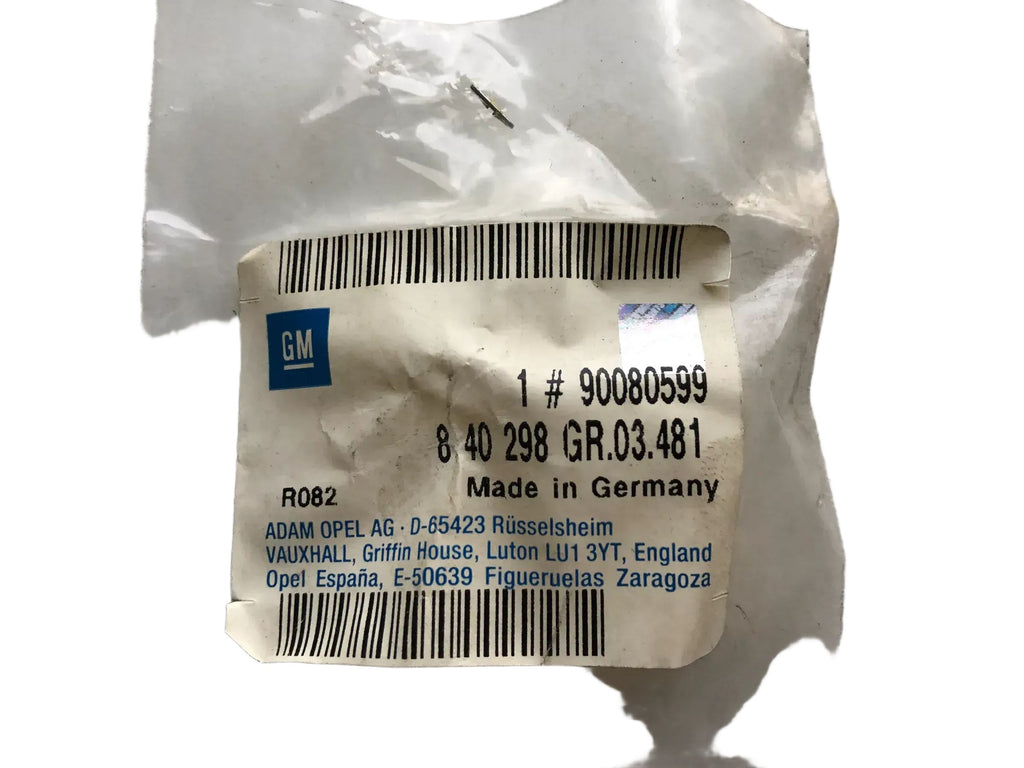 GM
1 # 90080599
8 40 298 GR.03.481
R082 Made in Germany
ADAM OPEL AG · D-65423 Rüsselsheim
VAUXHALL, Griffin House, Luton LU1 3YT, England
Opel España, E-50639 Figueruelas Zaragoza